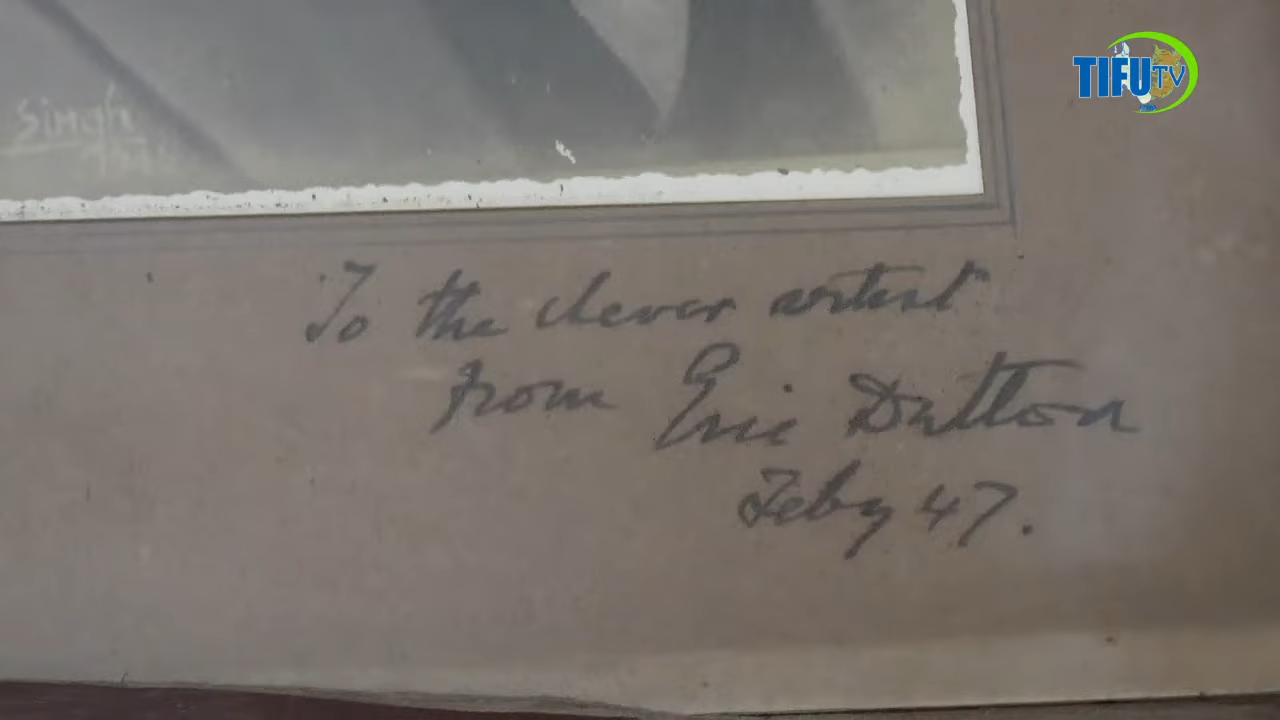 TIFU TV
Singh
To the clever artist
from Eric Dutton
Feby 47.